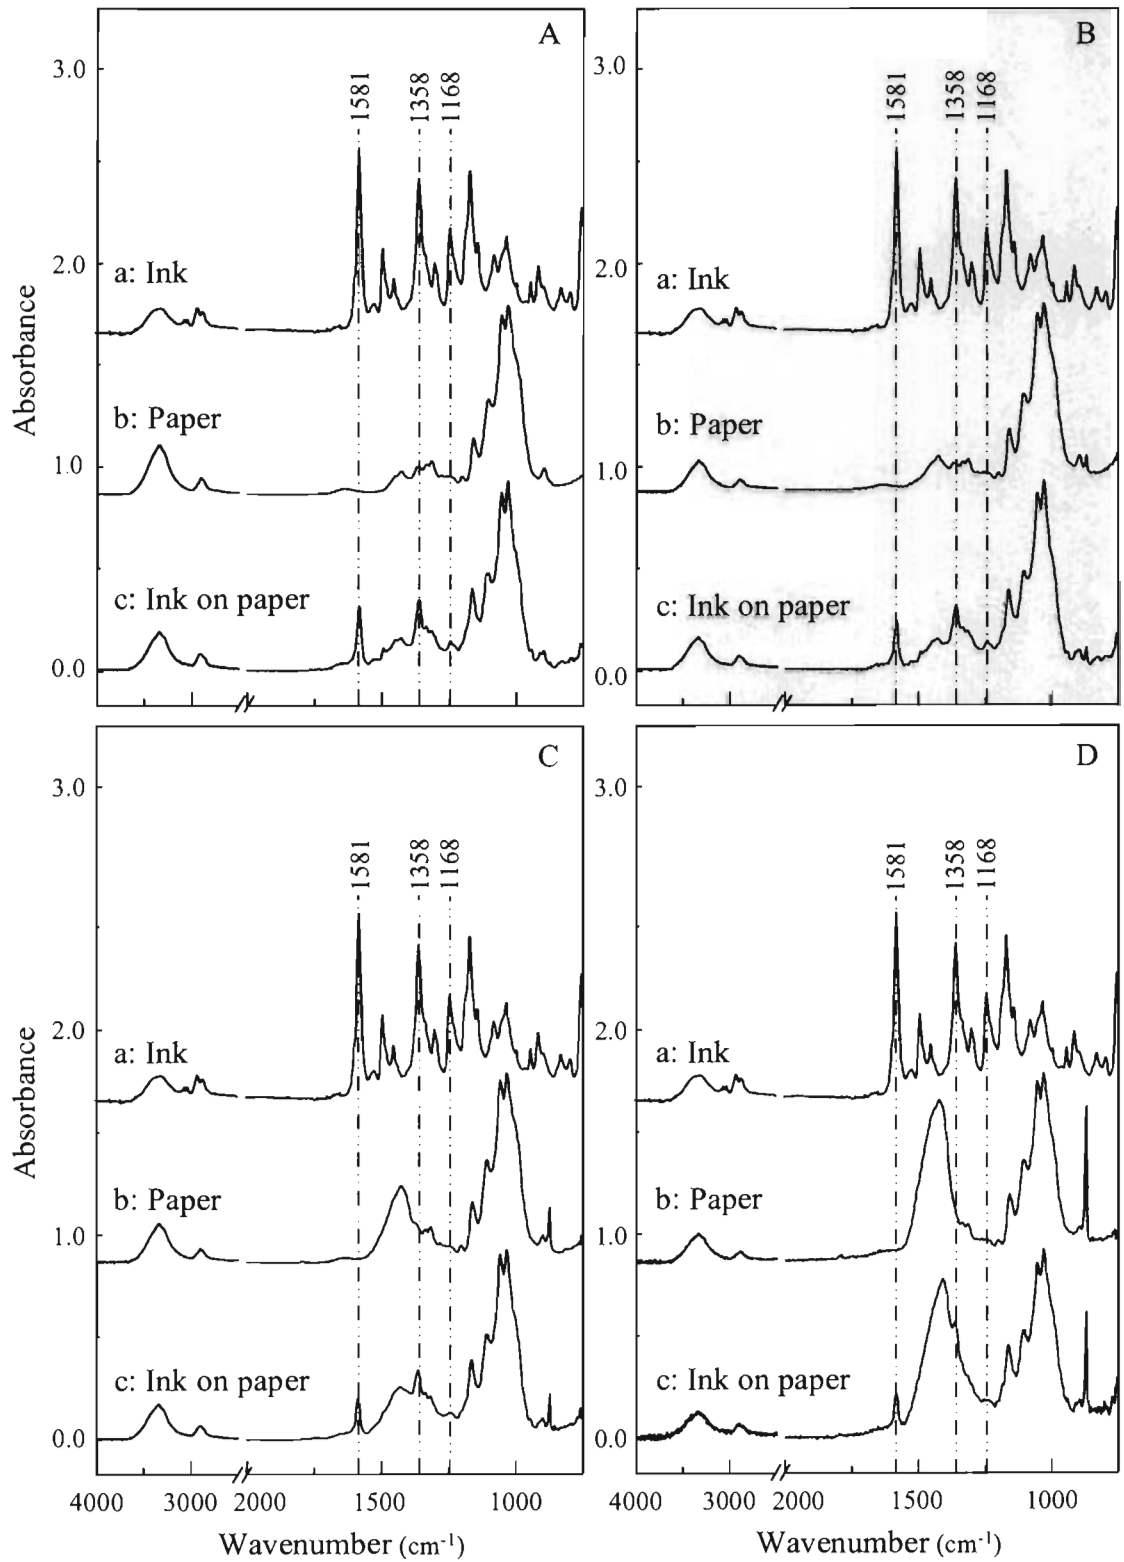 A
3.0
1581
1358
1168
2.0
a: Ink
b: Paper
1.0
c: Ink on paper
0.0
Absorbance
B
3.0
1581
1358
1168
2.0
a: Ink
b: Paper
1.0
c: Ink on paper
0.0
C
3.0
1581
1358
1168
2.0
a: Ink
b: Paper
1.0
c: Ink on paper
0.0
Absorbance
4000 3000 2000 1500 1000
Wavenumber (cm⁻¹)
D
3.0
1581
1358
1168
2.0
a: Ink
b: Paper
1.0
c: Ink on paper
0.0
4000 3000 2000 1500 1000
Wavenumber (cm⁻¹)